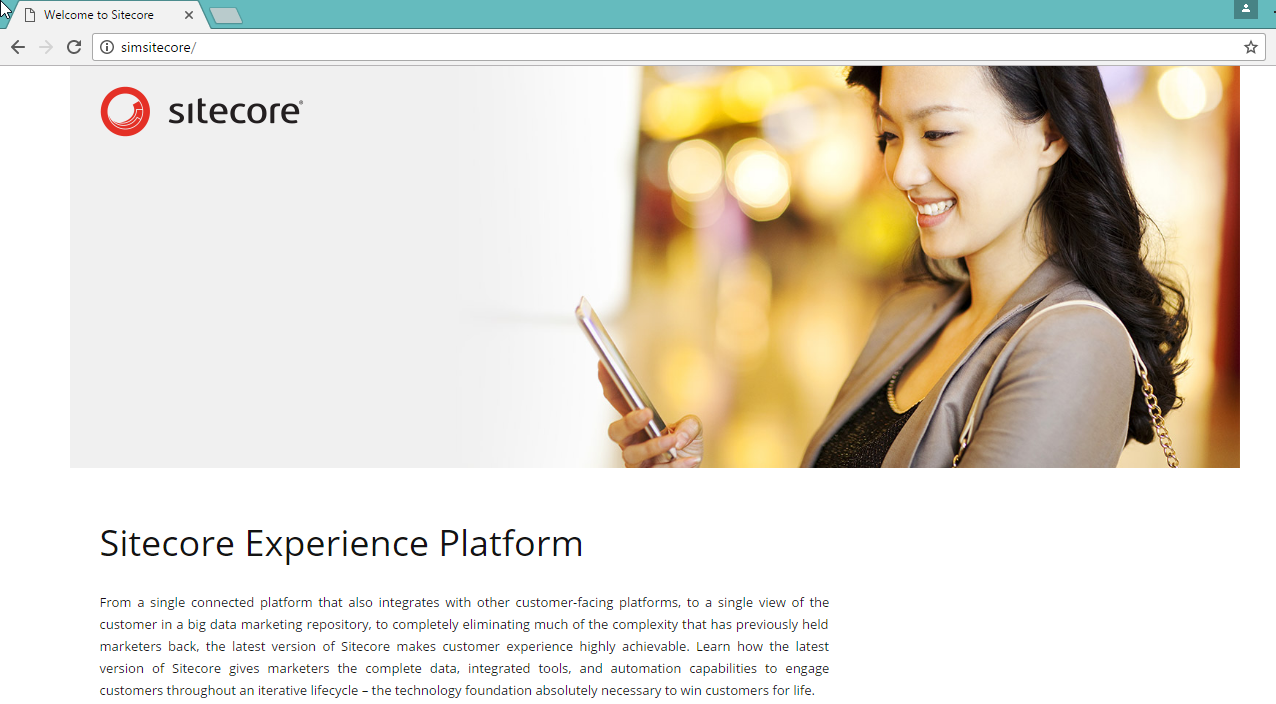 Welcome to Sitecore
simsitecore/
sitecore®
Sitecore Experience Platform
From a single connected platform that also integrates with other customer-facing platforms, to a single view of the
customer in a big data marketing repository, to completely eliminating much of the complexity that has previously held
marketers back, the latest version of Sitecore makes customer experience highly achievable. Learn how the latest
version of Sitecore gives marketers the complete data, integrated tools, and automation capabilities to engage
customers throughout an iterative lifecycle – the technology foundation absolutely necessary to win customers for life.